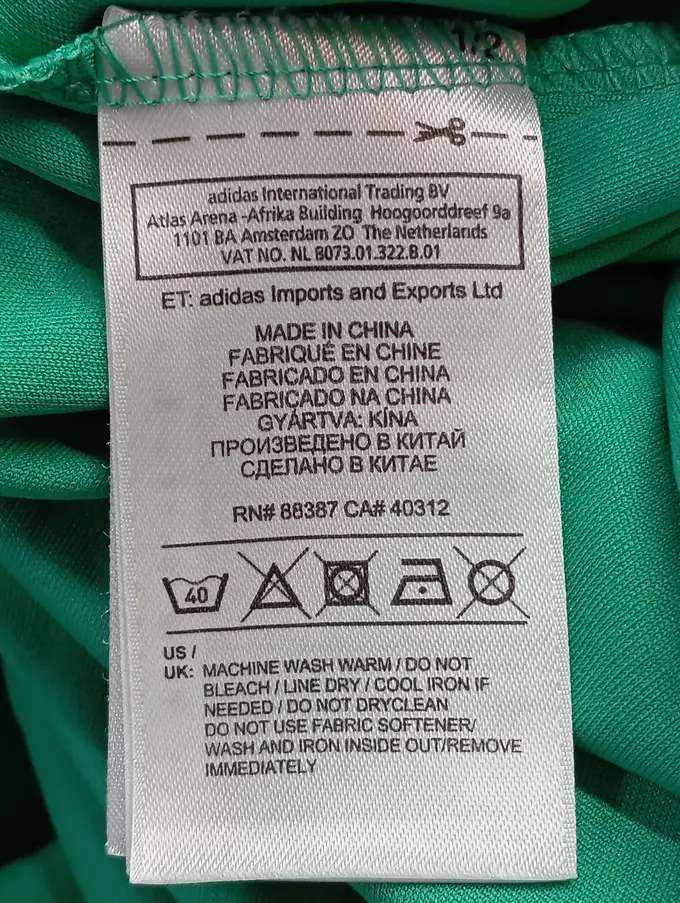 1/2
adidas International Trading BV
Atlas Arena -Afrika Building Hoogoorddreef 9a
1101 BA Amsterdam ZO The Netherlands
VAT NO. NL 8073.01.322.B.01
ET: adidas Imports and Exports Ltd
MADE IN CHINA
FABRIQUÉ EN CHINE
FABRICADO EN CHINA
FABRICADO NA CHINA
GYÁRTVA: KÍNA
ПРОИЗВЕДЕНО В КИТАЙ
СДЕЛАНО В КИТАЕ
RN# 88387 CA# 40312
40
US /
UK: MACHINE WASH WARM / DO NOT
BLEACH / LINE DRY / COOL IRON IF
NEEDED / DO NOT DRYCLEAN
DO NOT USE FABRIC SOFTENER/
WASH AND IRON INSIDE OUT/REMOVE
IMMEDIATELY